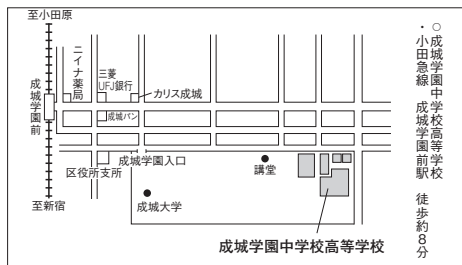 ○成城学園中学校高等学校
・小田急線 成城学園前駅 徒歩約8分
至小田原
成城学園前
至新宿
ニイナ薬局
三菱
UFJ銀行
カリス成城
成城パン
成城学園入口
区役所支所
成城大学
講堂
成城学園中学校高等学校